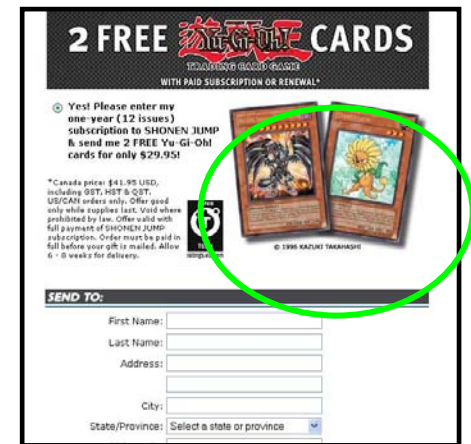 2 FREE Yu-Gi-Oh! CARDS
TRADING CARD GAME
WITH PAID SUBSCRIPTION OR RENEWAL*
Yes! Please enter my
one-year (12 issues)
subscription to SHONEN JUMP
& send me 2 FREE Yu-Gi-Oh!
cards for only $29.95!
*Canada price: $41.95 USD,
including GST, HST & QST.
US/CAN orders only. Offer good
only while supplies last. Void where
prohibited by law. Offer valid with
full payment of SHONEN JUMP
subscription. Order must be paid in
full before your gift is mailed. Allow
6 - 8 weeks for delivery.
© 1996 KAZUKI TAKAHASHI
SEND TO:
First Name:
Last Name:
Address:
City:
State/Province: Select a state or province